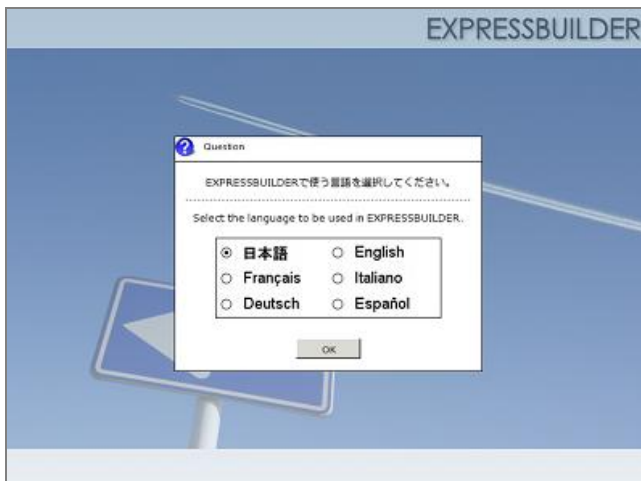 EXPRESSBUILDER
Question
EXPRESSBUILDERで使う言語を選択してください。
Select the language to be used in EXPRESSBUILDER.
日本語 English
Français Italiano
Deutsch Español
OK